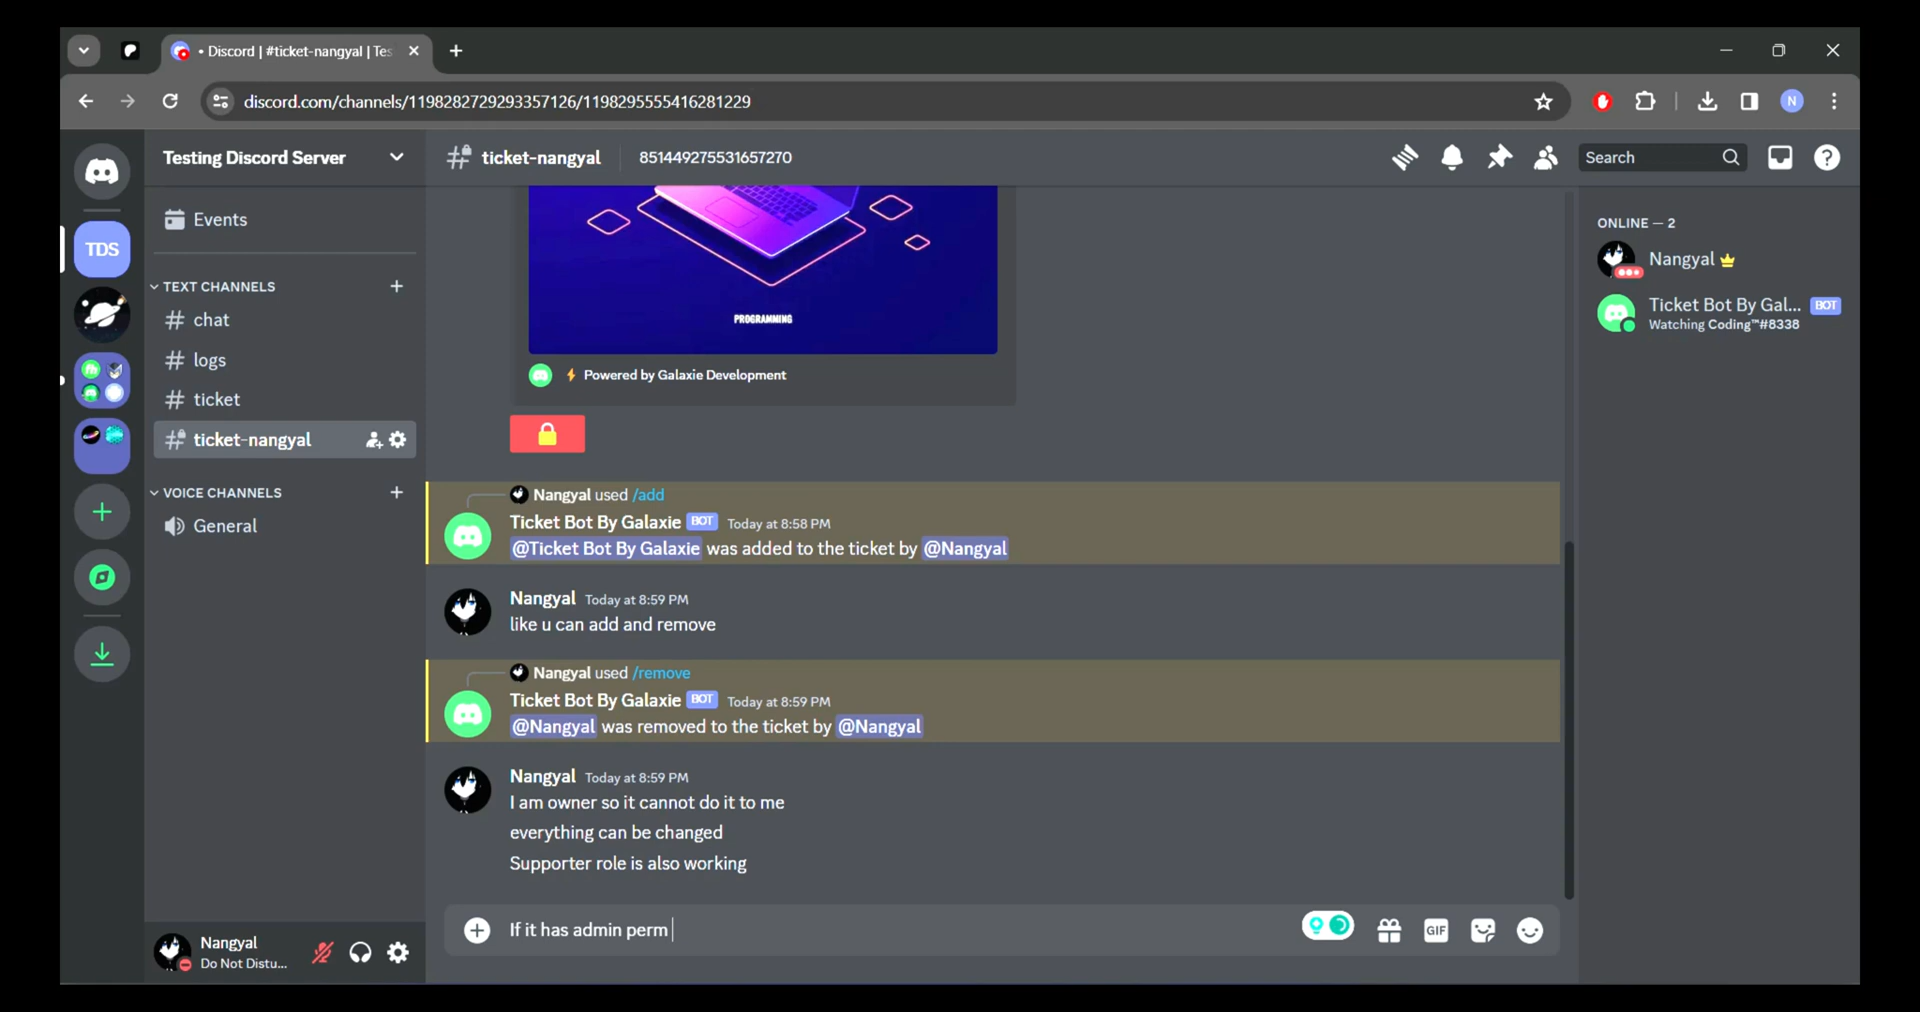 • Discord | #ticket-nangyal | Tes
discord.com/channels/1198282729293357126/1198295555416281229
N
Testing Discord Server
ticket-nangyal
851449275531657270
Search
Events
TDS
TEXT CHANNELS
chat
logs
ticket
ticket-nangyal
VOICE CHANNELS
General
Nangyal
Do Not Distu...
PROGRAMMING
Powered by Galaxie Development
Nangyal used /add
Ticket Bot By Galaxie BOT Today at 8:58 PM
@Ticket Bot By Galaxie was added to the ticket by @Nangyal
Nangyal Today at 8:59 PM
like u can add and remove
Nangyal used /remove
Ticket Bot By Galaxie BOT Today at 8:59 PM
@Nangyal was removed to the ticket by @Nangyal
Nangyal Today at 8:59 PM
I am owner so it cannot do it to me
everything can be changed
Supporter role is also working
If it has admin perm
GIF
ONLINE — 2
Nangyal
Ticket Bot By Gal... BOT
Watching Coding™#8338